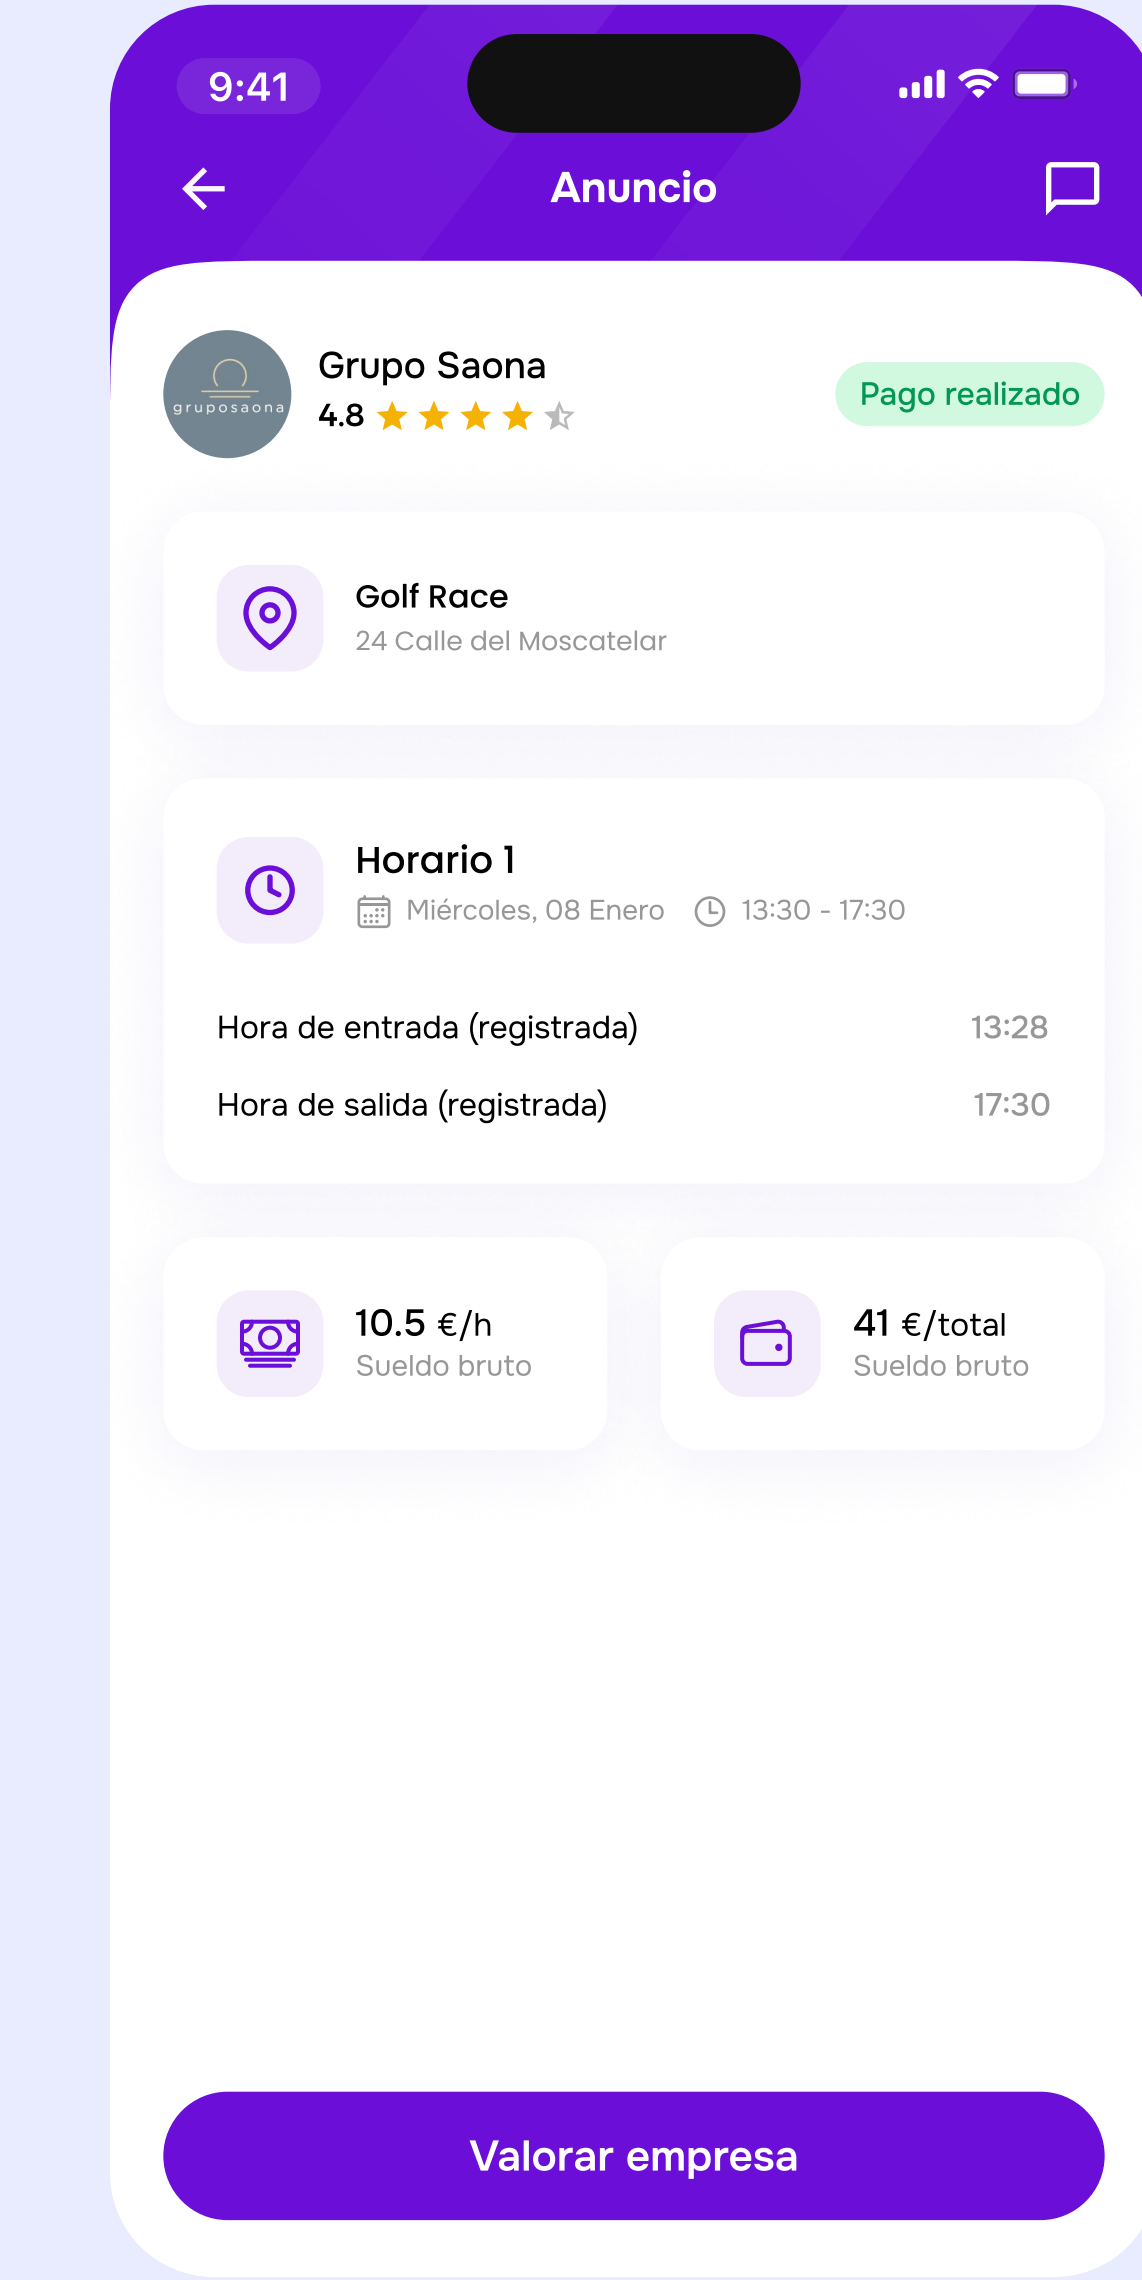 9:41
Anuncio
gruposaona
Grupo Saona
4.8
Pago realizado
Golf Race
24 Calle del Moscatelar
Horario 1
Miércoles, 08 Enero 13:30 - 17:30
Hora de entrada (registrada) 13:28
Hora de salida (registrada) 17:30
10.5 €/h
Sueldo bruto
41 €/total
Sueldo bruto
Valorar empresa